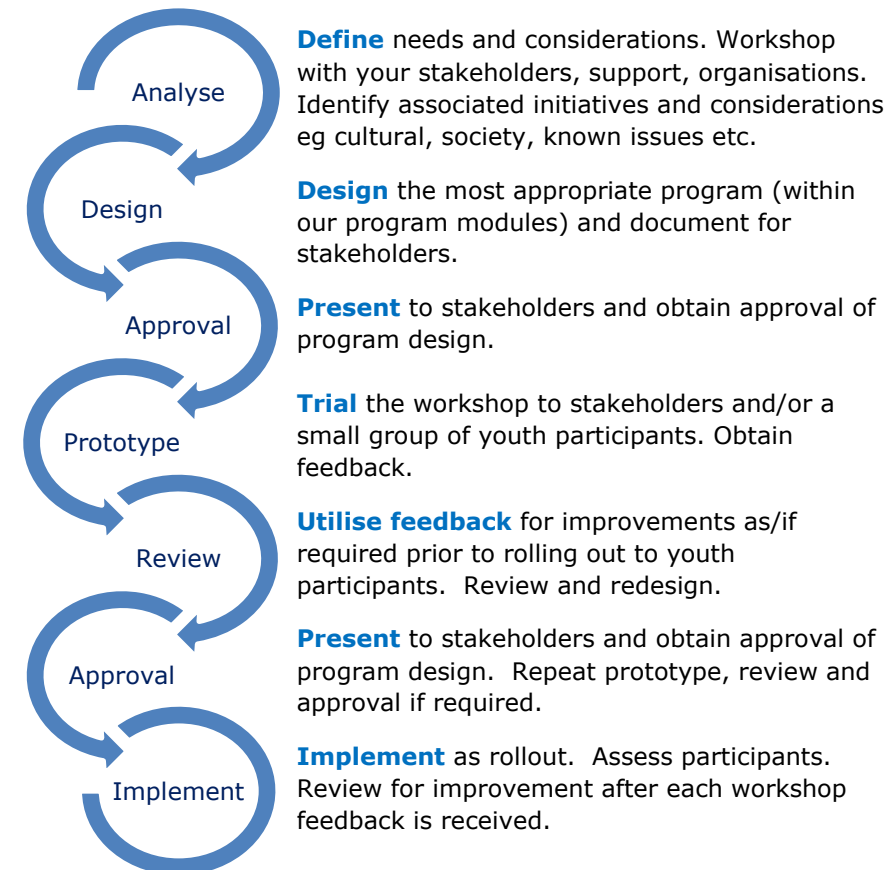 Analyse
Define needs and considerations. Workshop
with your stakeholders, support, organisations.
Identify associated initiatives and considerations
eg cultural, society, known issues etc.
Design
Design the most appropriate program (within
our program modules) and document for
stakeholders.
Approval
Present to stakeholders and obtain approval of
program design.
Prototype
Trial the workshop to stakeholders and/or a
small group of youth participants. Obtain
feedback.
Review
Utilise feedback for improvements as/if
required prior to rolling out to youth
participants.  Review and redesign.
Approval
Present to stakeholders and obtain approval of
program design.  Repeat prototype, review and
approval if required.
Implement
Implement as rollout.  Assess participants.
Review for improvement after each workshop
feedback is received.